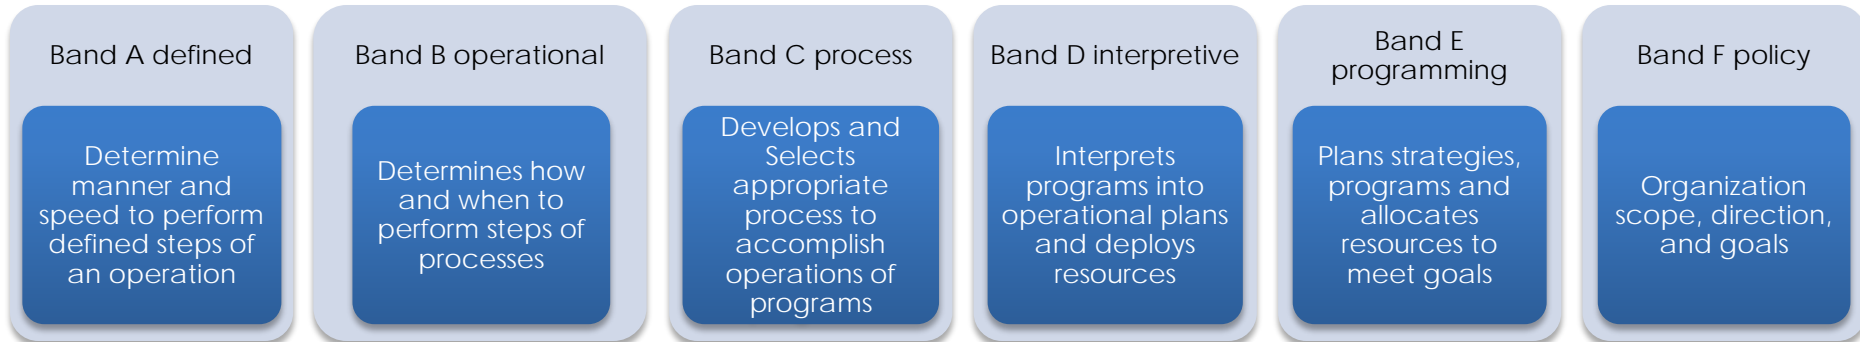 Band A defined
Determine
manner and
speed to perform
defined steps of
an operation
Band B operational
Determines how
and when to
perform steps of
processes
Band C process
Develops and
Selects
appropriate
process to
accomplish
operations of
programs
Band D interpretive
Interprets
programs into
operational plans
and deploys
resources
Band E
programming
Plans strategies,
programs and
allocates
resources to
meet goals
Band F policy
Organization
scope, direction,
and goals